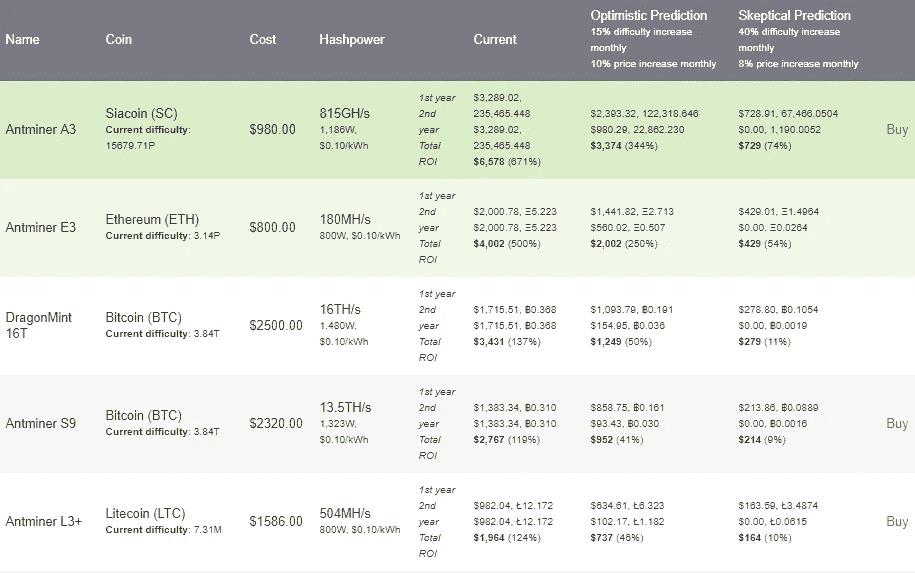 Name Coin Cost Hashpower Current Optimistic Prediction Skeptical Prediction
15% difficulty increase monthly 40% difficulty increase monthly
10% price increase monthly 8% price increase monthly
Antminer A3
Siacoin (SC)
Current difficulty:
15679.71P
$980.00
815GH/s
1,186W,
$0.10/kWh
1st year
2nd
year
Total
ROI
$3,289.02,
235,465.448
$3,289.02,
235,465.448
$6,578 (671%)
$2,393.32, 122,318.646
$980.29, 22,862.230
$3,374 (344%)
$728.91, 67,466.0504
$0.00, 1,190.0052
$729 (74%)
Buy
Antminer E3
Ethereum (ETH)
Current difficulty: 3.14P
$800.00
180MH/s
800W, $0.10/kWh
1st year
2nd
year
Total
ROI
$2,000.78, Ξ5.223
$2,000.78, Ξ5.223
$4,002 (500%)
$1,441.82, Ξ2.713
$560.02, Ξ0.507
$2,002 (250%)
$429.01, Ξ1.4964
$0.00, Ξ0.0264
$429 (54%)
DragonMint
16T
Bitcoin (BTC)
Current difficulty: 3.84T
$2500.00
16TH/s
1,480W,
$0.10/kWh
1st year
2nd
year
Total
ROI
$1,715.51, ฿0.368
$1,715.51, ฿0.368
$3,431 (137%)
$1,093.79, ฿0.191
$154.95, ฿0.036
$1,249 (50%)
$278.80, ฿0.1054
$0.00, ฿0.0019
$279 (11%)
Antminer S9
Bitcoin (BTC)
Current difficulty: 3.84T
$2320.00
13.5TH/s
1,323W,
$0.10/kWh
1st year
2nd
year
Total
ROI
$1,383.34, ฿0.310
$1,383.34, ฿0.310
$2,767 (119%)
$858.75, ฿0.161
$93.43, ฿0.030
$952 (41%)
$213.86, ฿0.0889
$0.00, ฿0.0016
$214 (9%)
Buy
Antminer L3+
Litecoin (LTC)
Current difficulty: 7.31M
$1586.00
504MH/s
800W, $0.10/kWh
1st year
2nd
year
Total
ROI
$982.04, Ł12.172
$982.04, Ł12.172
$1,964 (124%)
$634.61, Ł6.323
$102.17, Ł1.182
$737 (46%)
$163.59, Ł3.4874
$0.00, Ł0.0615
$164 (10%)
Buy